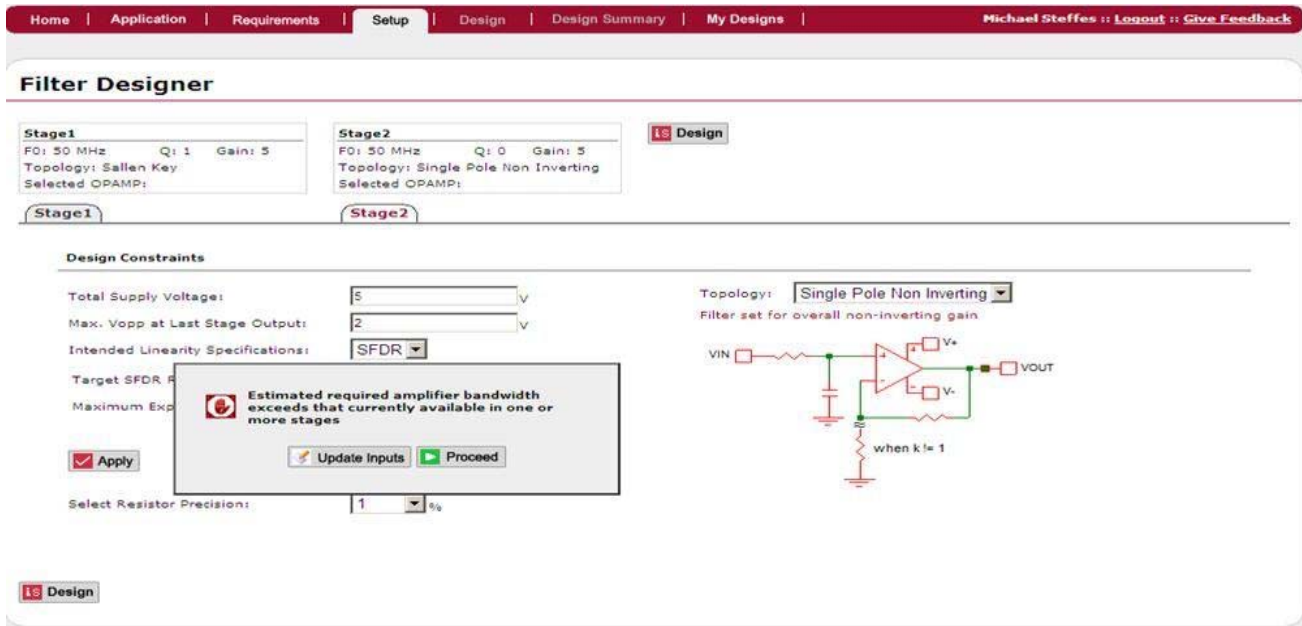 Home | Application | Requirements | Setup | Design | Design Summary | My Designs | Michael Steffes :: Logout :: Give Feedback
Filter Designer
Stage1
F0: 50 MHz Q: 1 Gain: 5
Topology: Sallen Key
Selected OPAMP:
Stage2
F0: 50 MHz Q: 0 Gain: 5
Topology: Single Pole Non Inverting
Selected OPAMP:
is Design
Stage1
Stage2
Design Constraints
Total Supply Voltage: 5 V
Max. Vopp at Last Stage Output: 2 V
Intended Linearity Specifications: SFDR
Target SFDR
Maximum Exp
Estimated required amplifier bandwidth
exceeds that currently available in one or
more stages
Update Inputs Proceed
Apply
Select Resistor Precision: 1 %
Topology: Single Pole Non Inverting
Filter set for overall non-inverting gain
VIN
V+
VOUT
V-
when k != 1
is Design